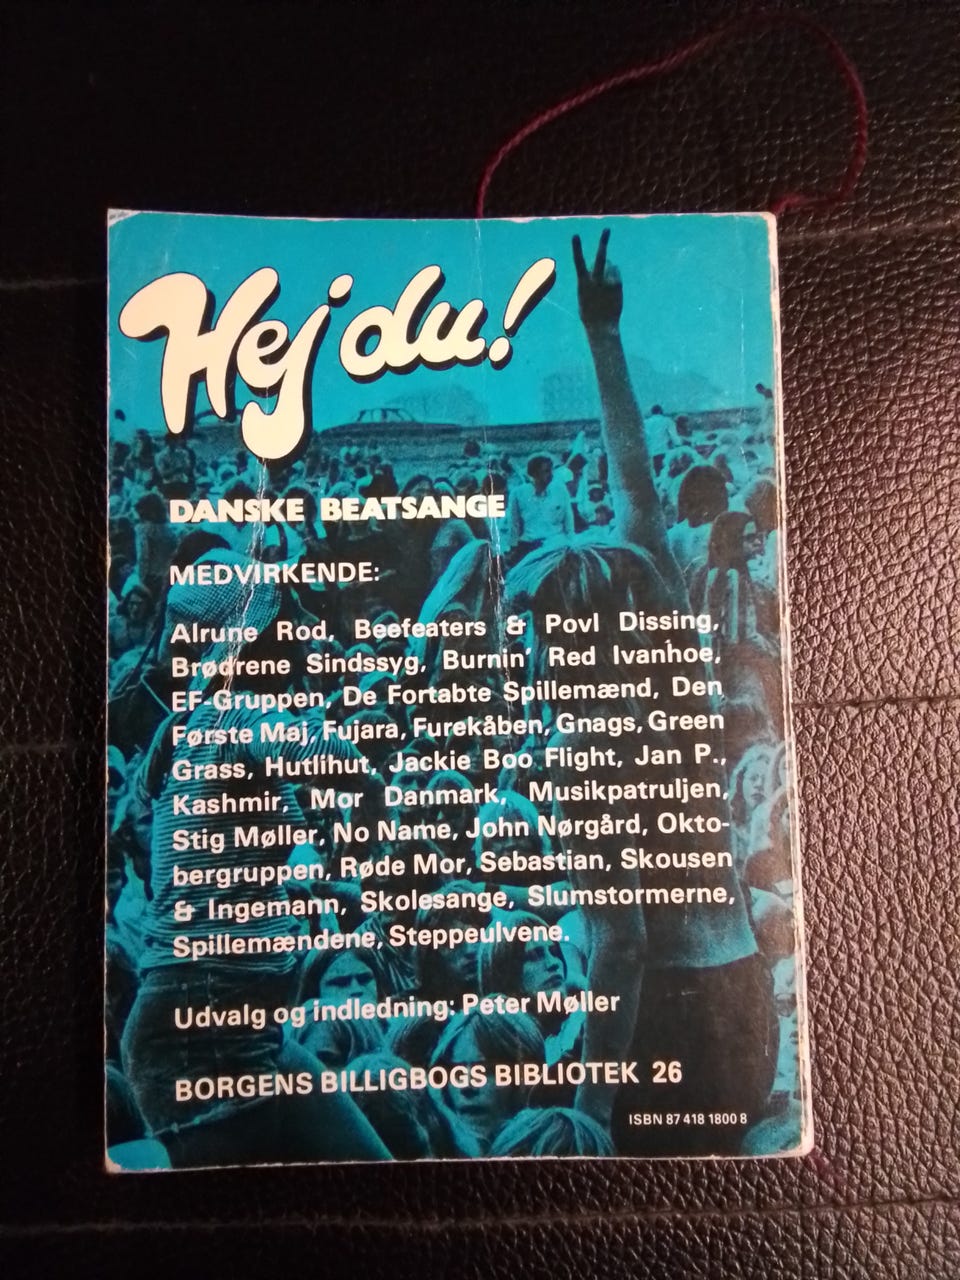 Hej du!
DANSKE BEATSANGE
MEDVIRKENDE:
Alrune Rod, Beefeaters & Povl Dissing,
Brødrene Sindssyg, Burnin' Red Ivanhoe,
EF-Gruppen, De Fortabte Spillemænd, Den
Første Maj, Fujara, Furekåben, Gnags, Green
Grass, Hutlihut, Jackie Boo Flight, Jan P.,
Kashmir, Mor Danmark, Musikpatruljen,
Stig Møller, No Name, John Nørgård, Okto-
bergruppen, Røde Mor, Sebastian, Skousen
& Ingemann, Skolesange, Slumstormerne,
Spillemændene, Steppeulvene.
Udvalg og indledning: Peter Møller
BORGENS BILLIGBOGS BIBLIOTEK 26
ISBN 87 418 1800 8